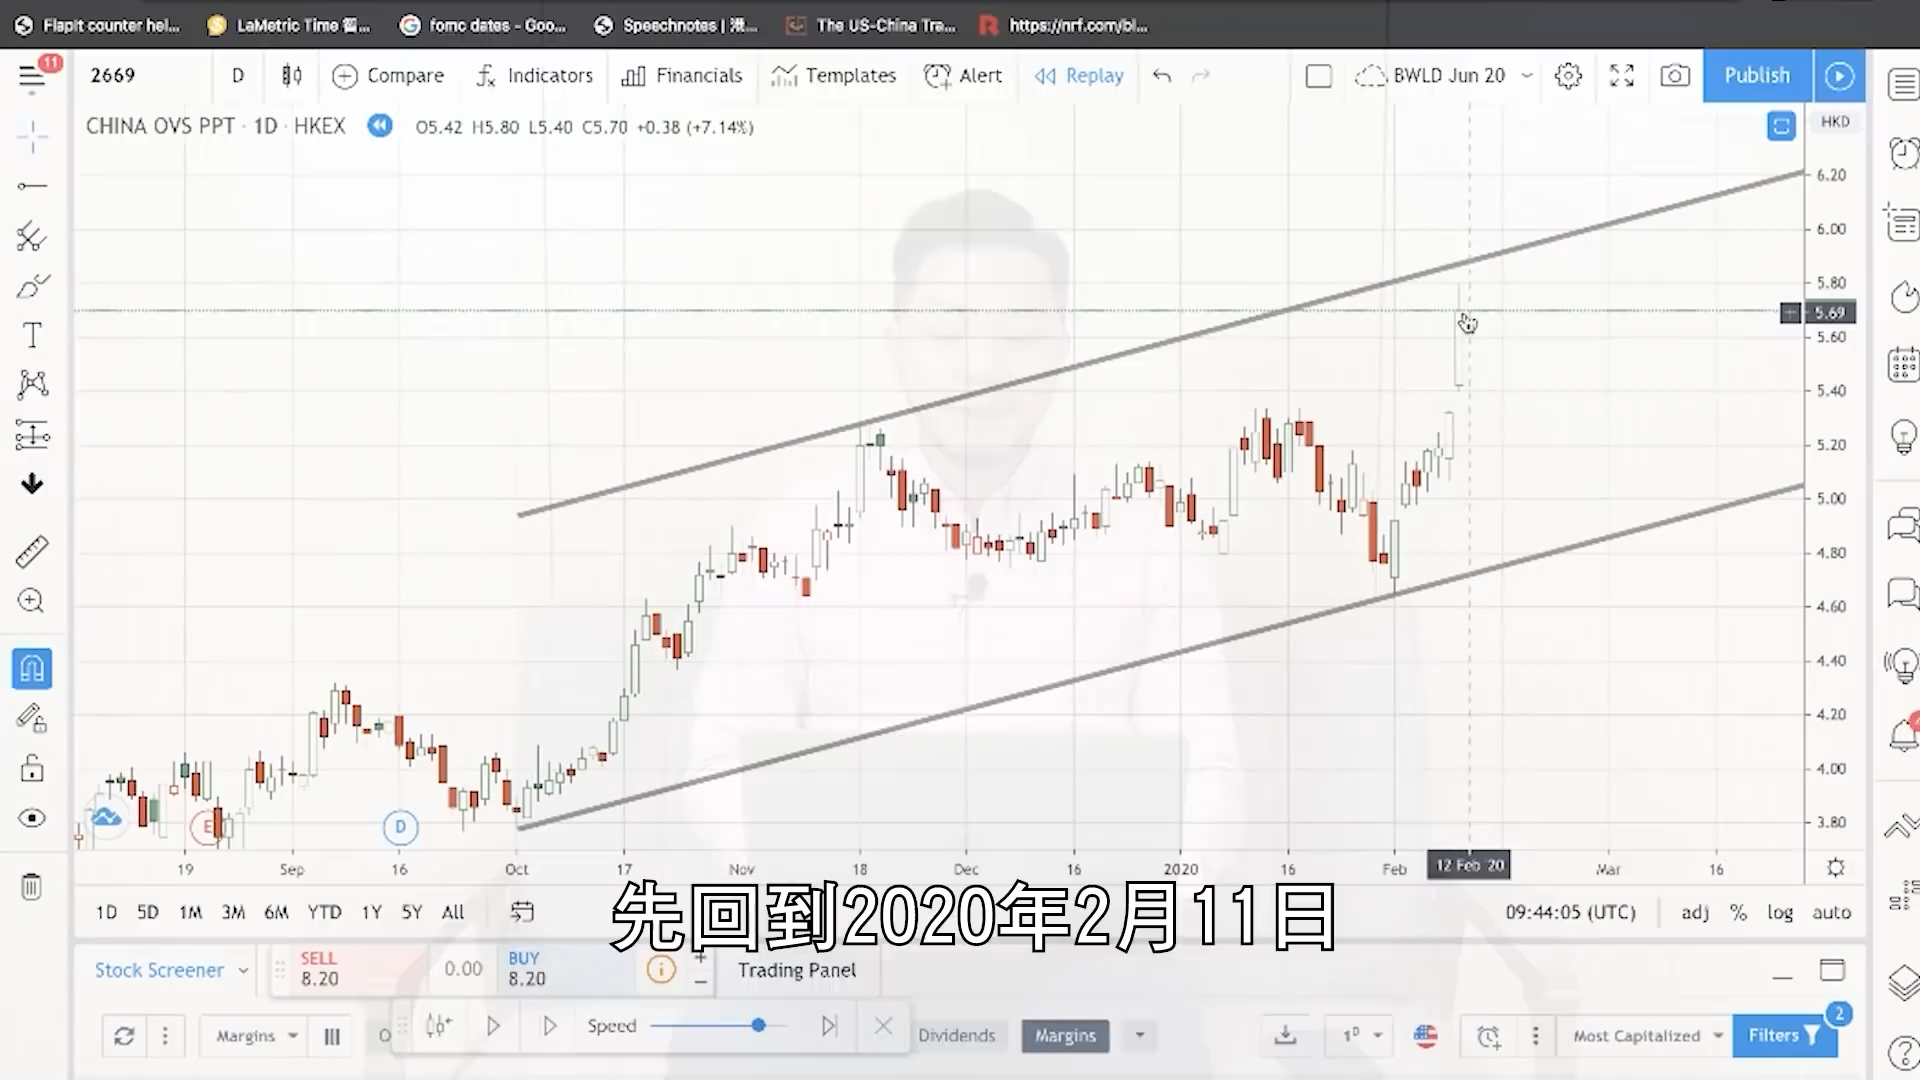 Flapit counter hel...
LaMetric Time 智...
fomc dates - Goo...
Speechnotes | 港...
The US-China Tra...
https://nrf.com/bl...
11
2669
D
Compare
Indicators
Financials
Templates
Alert
Replay
BWLD Jun 20
Publish
CHINA OVS PPT · 1D · HKEX
O5.42 H5.80 L5.40 C5.70 +0.38 (+7.14%)
HKD
6.20
6.00
5.80
5.69
5.60
5.40
5.20
5.00
4.80
4.60
4.40
4.20
4.00
3.80
E
D
19
Sep
16
Oct
17
Nov
18
Dec
16
2020
16
Feb
12 Feb '20
Mar
16
1D 5D 1M 3M 6M YTD 1Y 5Y All
先回到2020年2月11日
09:44:05 (UTC)
adj % log auto
Stock Screener
SELL
8.20
0.00
BUY
8.20
Trading Panel
Margins
Speed
Dividends
Margins
1D
Most Capitalized
Filters
2